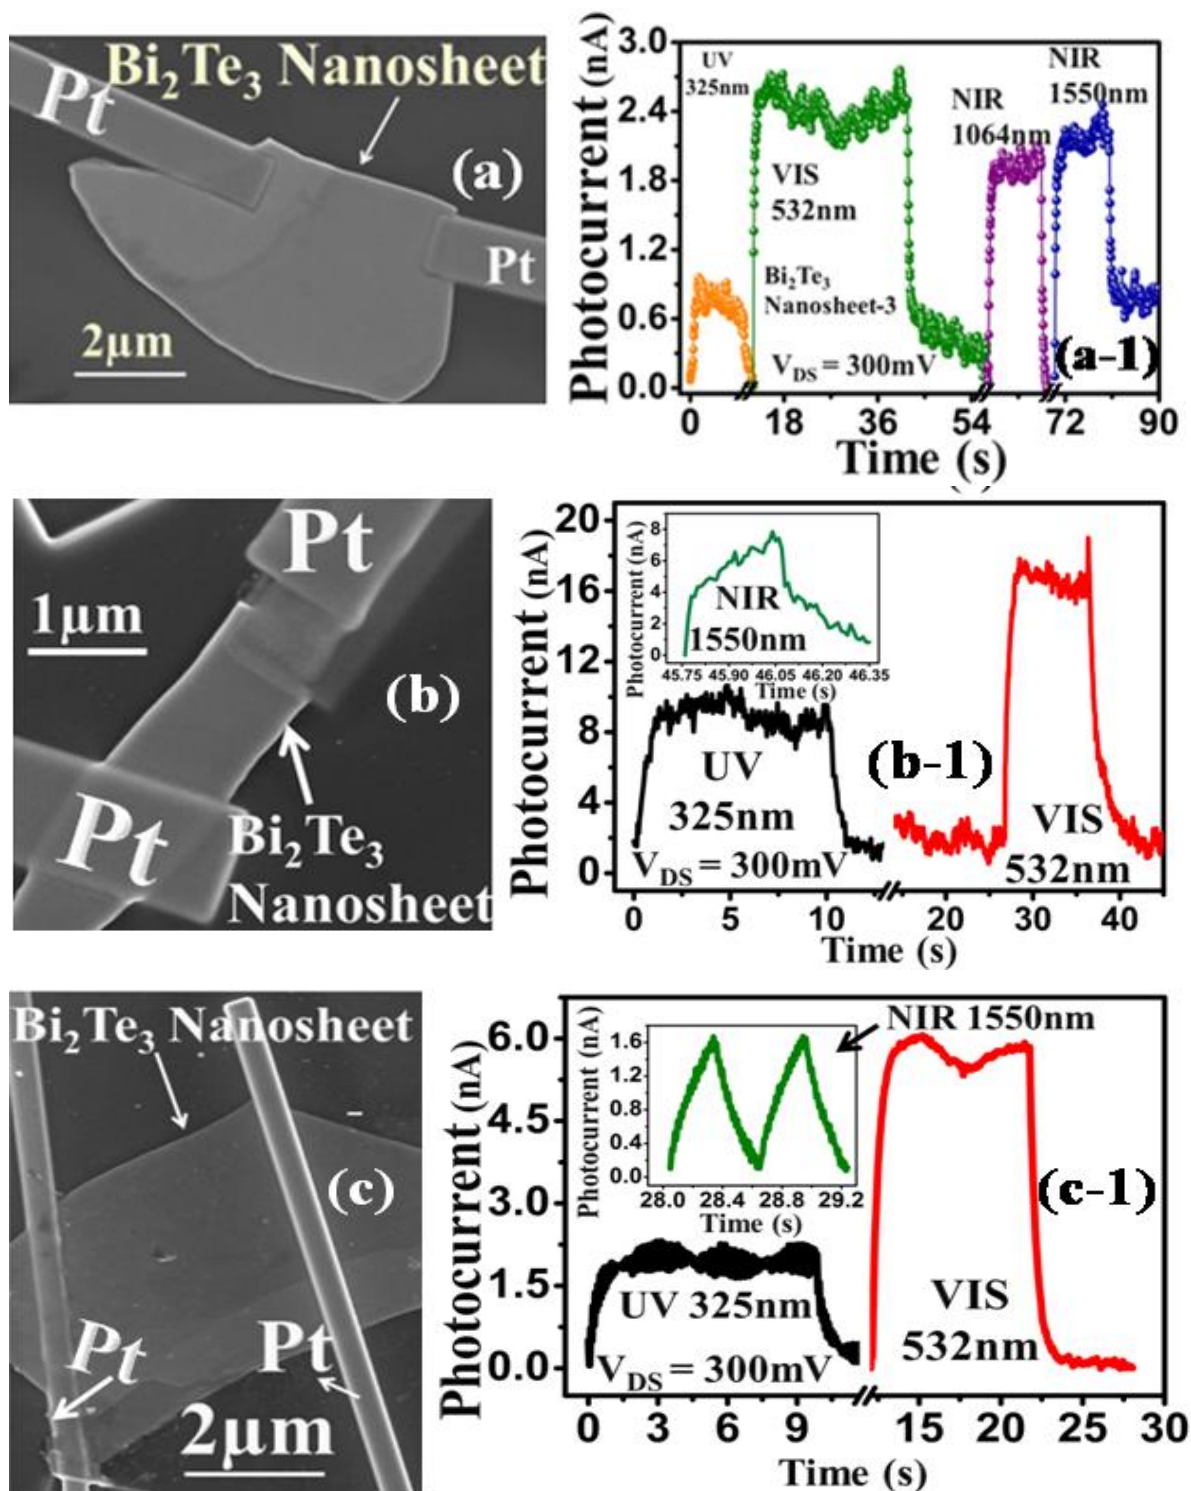 Bi₂Te₃ Nanosheet
Pt
(a)
Pt
2μm
Photocurrent (nA)
3.0
2.4
1.8
1.2
0.6
0.0
UV
325nm
VIS
532nm
NIR
1064nm
NIR
1550nm
Bi₂Te₃
Nanosheet-3
V_DS = 300mV
(a-1)
0 18 36 54 72 90
Time (s)
Pt
1μm
(b)
Pt
Bi₂Te₃
Nanosheet
Photocurrent (nA)
20
16
12
8
4
0
Photocurrent (nA)
8
6
4
2
0
NIR
1550nm
45.75 45.90 46.05 46.20 46.35
Time (s)
UV
325nm
V_DS = 300mV
(b-1)
VIS
532nm
0 5 10 20 30 40
Time (s)
Bi₂Te₃ Nanosheet
(c)
Pt
Pt
2μm
Photocurrent (nA)
6.0
4.5
3.0
1.5
0.0
Photocurrent (nA)
1.6
1.2
0.8
0.4
0.0
28.0 28.4 28.8 29.2
Time (s)
NIR 1550nm
UV 325nm
V_DS = 300mV
VIS
532nm
(c-1)
0 3 6 9 15 20 25 30
Time (s)